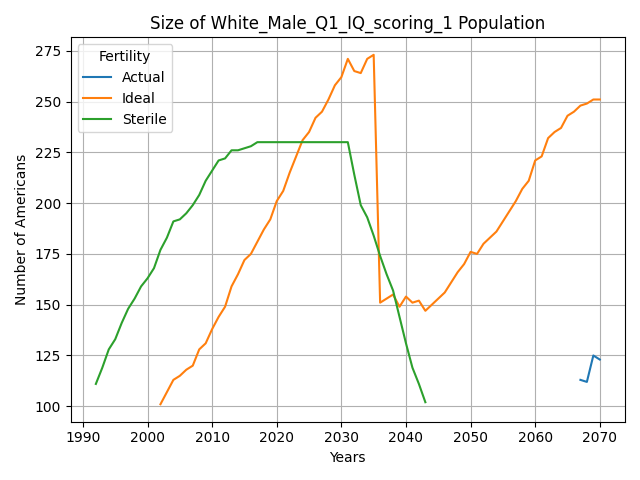 Size of White_Male_Q1_IQ_scoring_1 Population
Fertility
Actual
Ideal
Sterile
Number of Americans
275
250
225
200
175
150
125
100
1990 2000 2010 2020 2030 2040 2050 2060 2070
Years